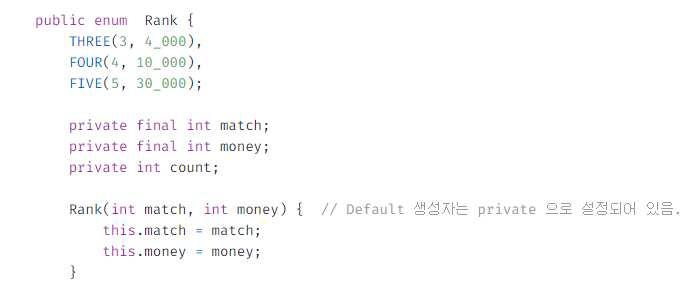 public enum  Rank {
    THREE(3, 4_000),
    FOUR(4, 10_000),
    FIVE(5, 30_000);
    private final int match;
    private final int money;
    private int count;
    Rank(int match, int money) {  // Default 생성자는 private 으로 설정되어 있음.
        this.match = match;
        this.money = money;
    }